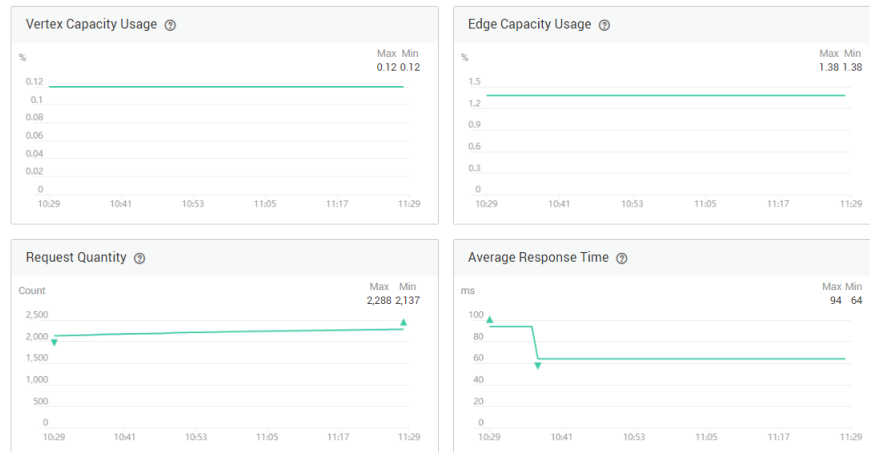 Vertex Capacity Usage
%
Max Min
0.12 0.12
0.12
0.1
0.08
0.06
0.04
0.02
0
10:29 10:41 10:53 11:05 11:17 11:29
Edge Capacity Usage
%
Max Min
1.38 1.38
1.5
1.2
0.9
0.6
0.3
0
10:29 10:41 10:53 11:05 11:17 11:29
Request Quantity
Count
Max Min
2,288 2,137
2,500
2,000
1,500
1,000
500
0
10:29 10:41 10:53 11:05 11:17 11:29
Average Response Time
ms
Max Min
94 64
100
80
60
40
20
0
10:29 10:41 10:53 11:05 11:17 11:29